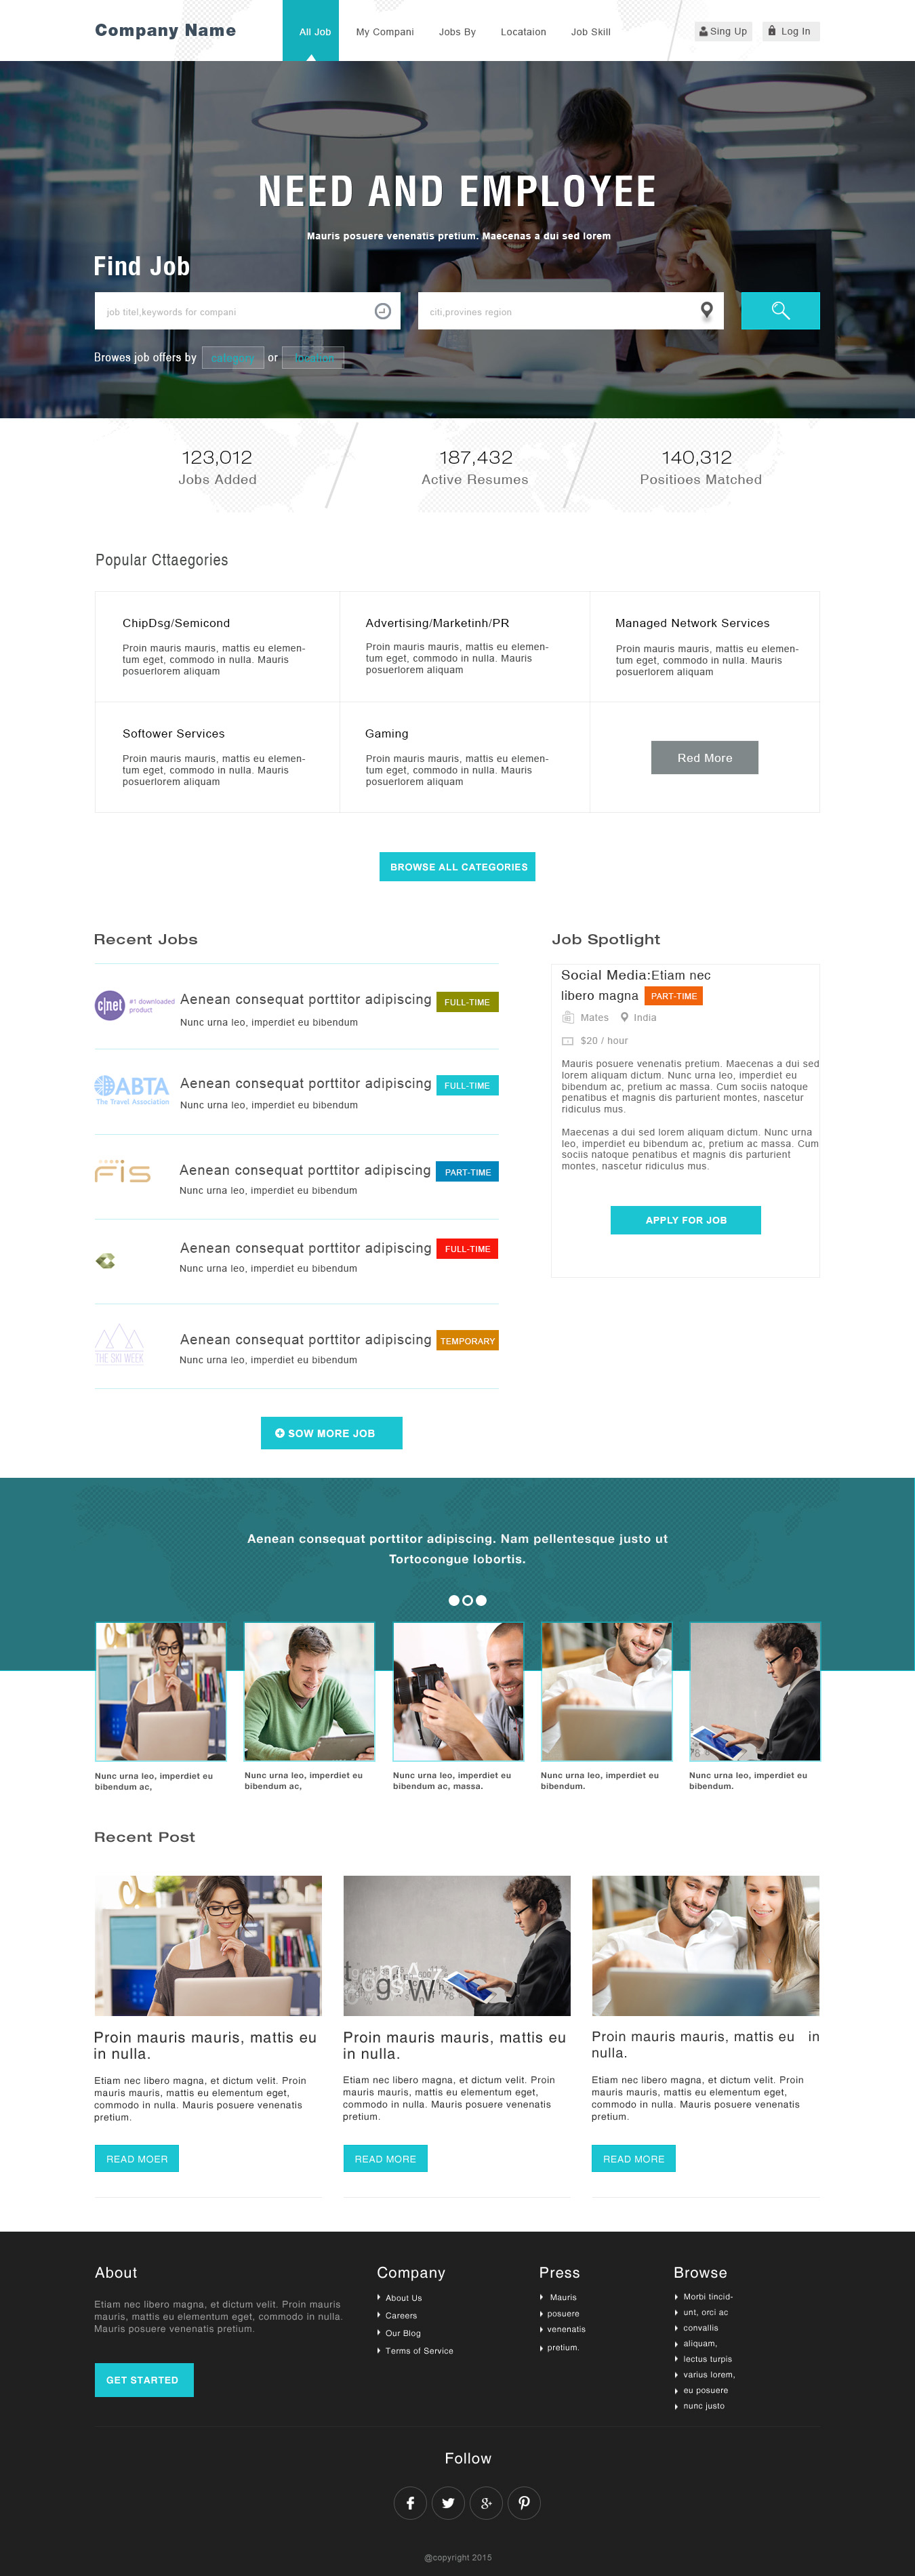 Company Name
All Job
My Compani
Jobs By
Locataion
Job Skill
Sing Up
Log In
NEED AND EMPLOYEE
Mauris posuere venenatis pretium. Maecenas a dui sed lorem
Find Job
job titel,keywords for compani
citi,provines region
Browes job offers by
category
or
123,012
Jobs Added
187,432
Active Resumes
140,312
Positioes Matched
Popular Cttaegories
ChipDsg/Semicond
Proin mauris mauris, mattis eu elemen-
tum eget, commodo in nulla. Mauris
posuerlorem aliquam
Advertising/Marketinh/PR
Proin mauris mauris, mattis eu elemen-
tum eget, commodo in nulla. Mauris
posuerlorem aliquam
Managed Network Services
Proin mauris mauris, mattis eu elemen-
tum eget, commodo in nulla. Mauris
posuerlorem aliquam
Softower Services
Proin mauris mauris, mattis eu elemen-
tum eget, commodo in nulla. Mauris
posuerlorem aliquam
Gaming
Proin mauris mauris, mattis eu elemen-
tum eget, commodo in nulla. Mauris
posuerlorem aliquam
Red More
BROWSE ALL CATEGORIES
Recent Jobs
c|net
#1 downloaded
product
Aenean consequat porttitor adipiscing
FULL-TIME
Nunc urna leo, imperdiet eu bibendum
ABTA
The Travel Association
Aenean consequat porttitor adipiscing
FULL-TIME
Nunc urna leo, imperdiet eu bibendum
FIS
Aenean consequat porttitor adipiscing
PART-TIME
Nunc urna leo, imperdiet eu bibendum
Aenean consequat porttitor adipiscing
FULL-TIME
Nunc urna leo, imperdiet eu bibendum
THE SKI WEEK
Aenean consequat porttitor adipiscing
TEMPORARY
Nunc urna leo, imperdiet eu bibendum
SOW MORE JOB
Job Spotlight
Social Media:Etiam nec
libero magna
PART-TIME
Mates
India
$20 / hour
Mauris posuere venenatis pretium. Maecenas a dui sed
lorem aliquam dictum. Nunc urna leo, imperdiet eu
bibendum ac, pretium ac massa. Cum sociis natoque
penatibus et magnis dis parturient montes, nascetur
ridiculus mus.
Maecenas a dui sed lorem aliquam dictum. Nunc urna
leo, imperdiet eu bibendum ac, pretium ac massa. Cum
sociis natoque penatibus et magnis dis parturient
montes, nascetur ridiculus mus.
APPLY FOR JOB
Aenean consequat porttitor adipiscing. Nam pellentesque justo ut
Tortocongue lobortis.
Nunc urna leo, imperdiet eu
bibendum ac,
Nunc urna leo, imperdiet eu
bibendum ac,
Nunc urna leo, imperdiet eu
bibendum ac, massa.
Nunc urna leo, imperdiet eu
bibendum.
Nunc urna leo, imperdiet eu
bibendum.
Recent Post
Proin mauris mauris, mattis eu
in nulla.
Etiam nec libero magna, et dictum velit. Proin
mauris mauris, mattis eu elementum eget,
commodo in nulla. Mauris posuere venenatis
pretium.
READ MOER
Proin mauris mauris, mattis eu
in nulla.
Etiam nec libero magna, et dictum velit. Proin
mauris mauris, mattis eu elementum eget,
commodo in nulla. Mauris posuere venenatis
pretium.
READ MORE
Proin mauris mauris, mattis eu in
nulla.
Etiam nec libero magna, et dictum velit. Proin
mauris mauris, mattis eu elementum eget,
commodo in nulla. Mauris posuere venenatis
pretium.
READ MORE
About
Etiam nec libero magna, et dictum velit. Proin mauris
mauris, mattis eu elementum eget, commodo in nulla.
Mauris posuere venenatis pretium.
GET STARTED
Company
About Us
Careers
Our Blog
Terms of Service
Press
Mauris
posuere
venenatis
pretium.
Browse
Morbi tincid-
unt, orci ac
convallis
aliquam,
lectus turpis
varius lorem,
eu posuere
nunc justo
Follow
@copyright 2015